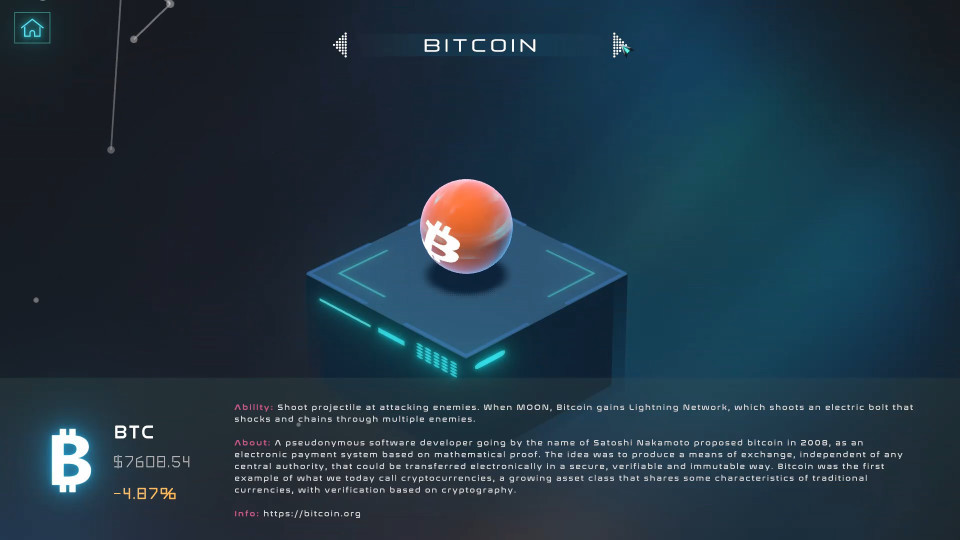 BITCOIN
Ability: Shoot projectile at attacking enemies. When MOON, Bitcoin gains Lightning Network, which shoots an electric bolt that
shocks and chains through multiple enemies.
About: A pseudonymous software developer going by the name of Satoshi Nakamoto proposed bitcoin in 2008, as an
electronic payment system based on mathematical proof. The idea was to produce a means of exchange, independent of any
central authority, that could be transferred electronically in a secure, verifiable and immutable way. Bitcoin was the first
example of what we today call cryptocurrencies, a growing asset class that shares some characteristics of traditional
currencies, with verification based on cryptography.
Info: https://bitcoin.org
BTC
$7608.54
-4.87%